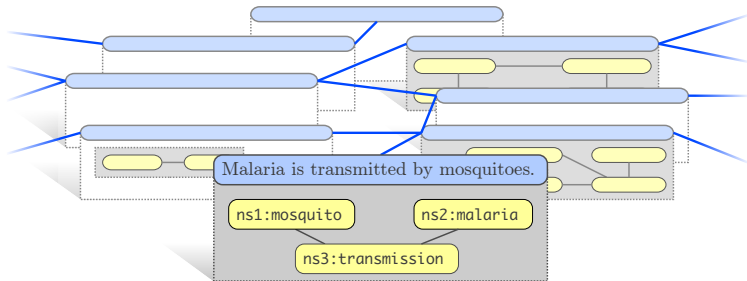 Malaria is transmitted by mosquitoes.
ns1:mosquito
ns2:malaria
ns3:transmission